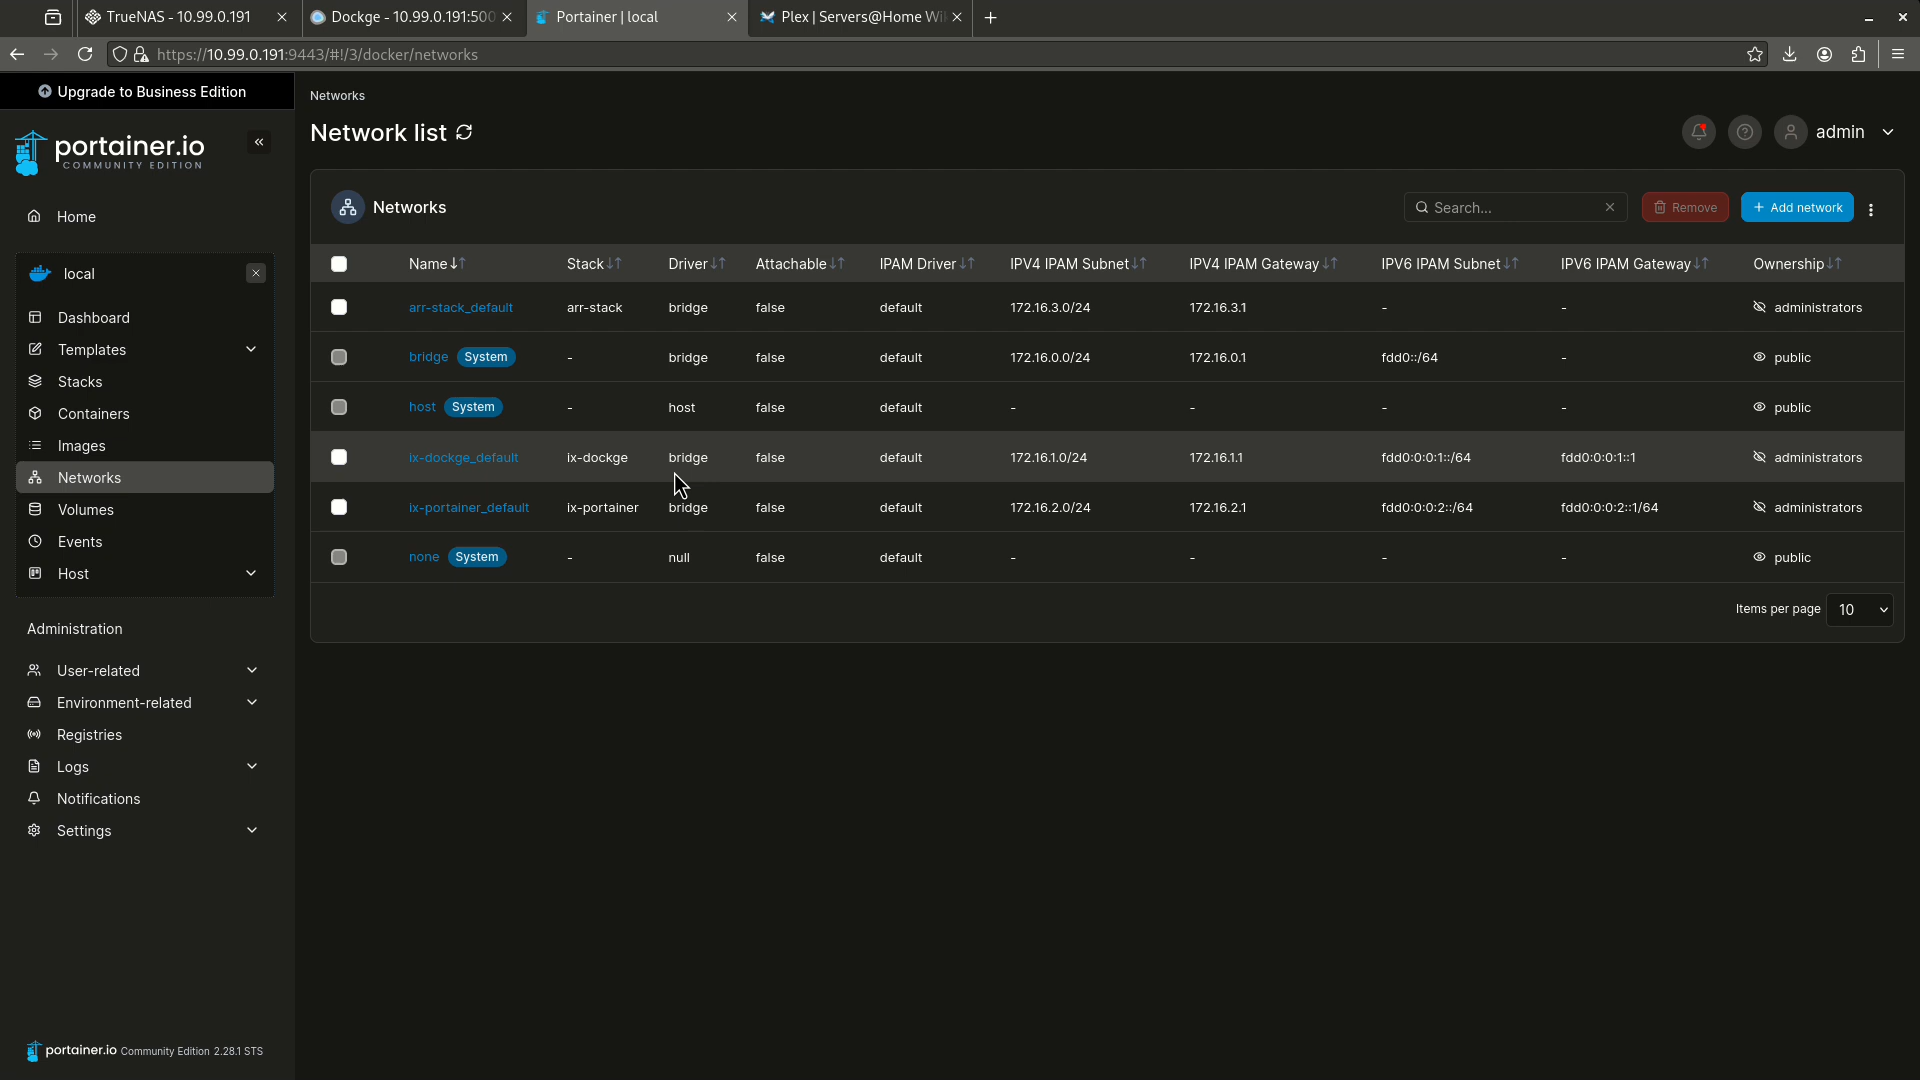 TrueNAS - 10.99.0.191
Dockge - 10.99.0.191:500
Portainer | local
Plex | Servers@Home Wi
https://10.99.0.191:9443/#!/3/docker/networks
Upgrade to Business Edition
portainer.io
COMMUNITY EDITION
Home
local
Dashboard
Templates
Stacks
Containers
Images
Networks
Volumes
Events
Host
Administration
User-related
Environment-related
Registries
Logs
Notifications
Settings
portainer.io Community Edition 2.28.1 STS
Networks
Network list
admin
Networks
Search...
Remove
+ Add network
Name Stack Driver Attachable IPAM Driver IPV4 IPAM Subnet IPV4 IPAM Gateway IPV6 IPAM Subnet IPV6 IPAM Gateway Ownership
arr-stack_default arr-stack bridge false default 172.16.3.0/24 172.16.3.1 - - administrators
bridge System - bridge false default 172.16.0.0/24 172.16.0.1 fdd0::/64 - public
host System - host false default - - - - public
ix-dockge_default ix-dockge bridge false default 172.16.1.0/24 172.16.1.1 fdd0:0:0:1::/64 fdd0:0:0:1::1 administrators
ix-portainer_default ix-portainer bridge false default 172.16.2.0/24 172.16.2.1 fdd0:0:0:2::/64 fdd0:0:0:2::1/64 administrators
none System - null false default - - - - public
Items per page 10